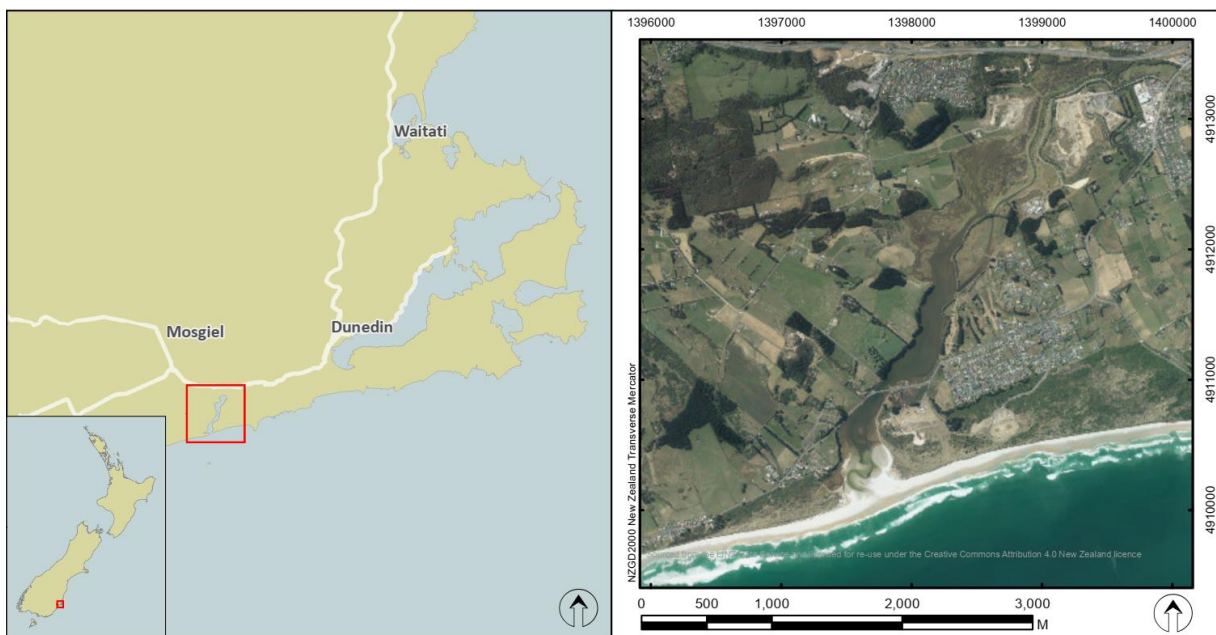 Waitati
Mosgiel
Dunedin
1396000
1397000
1398000
1399000
1400000
4913000
4912000
4911000
4910000
NZGD2000 New Zealand Transverse Mercator
for re-use under the Creative Commons Attribution 4.0 New Zealand licence
0
500
1,000
2,000
3,000
M